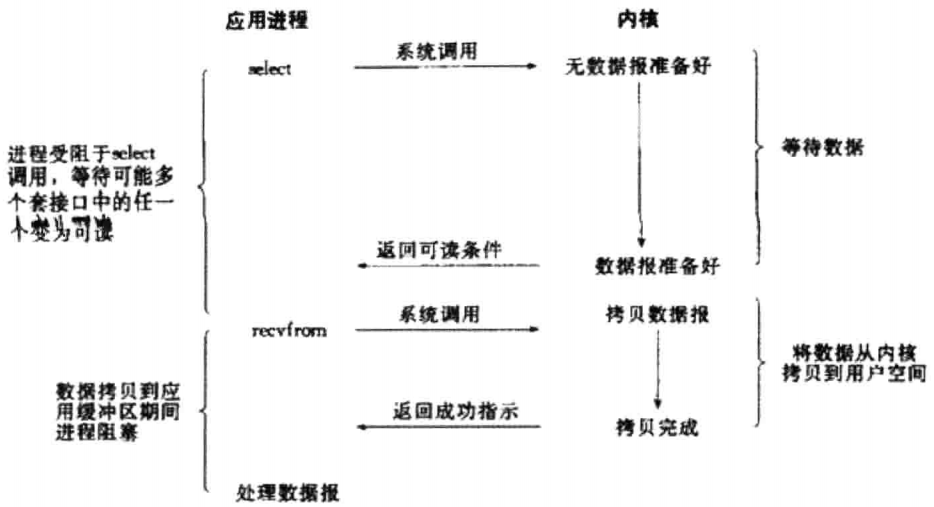 应用进程
内核
select
系统调用
无数据报准备好
进程受阻于select
调用，等待可能多
个套接口中的任一
个变为可读
等待数据
返回可读条件
数据报准备好
recvfrom
系统调用
拷贝数据报
数据拷贝到应
用缓冲区期间
进程阻塞
将数据从内核
拷贝到用户空间
返回成功指示
拷贝完成
处理数据报